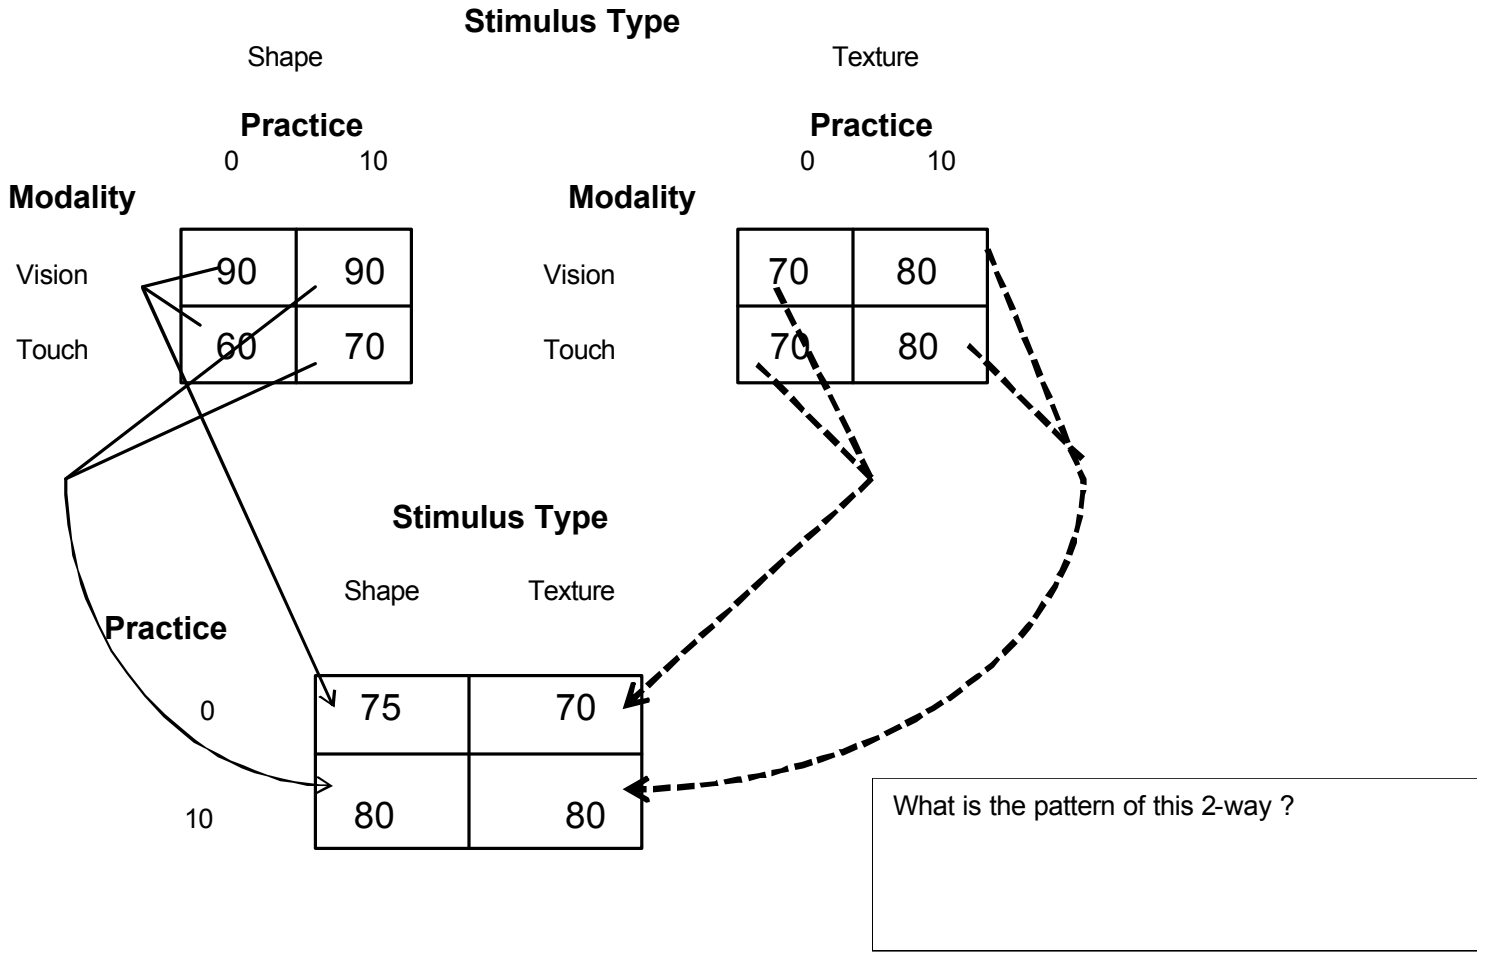 Stimulus Type
Shape Texture
Practice Practice
0 10 0 10
Modality Modality
Vision 90 90 Vision 70 80
Touch 60 70 Touch 70 80
Stimulus Type
Shape Texture
Practice
0 75 70
10 80 80
What is the pattern of this 2-way ?